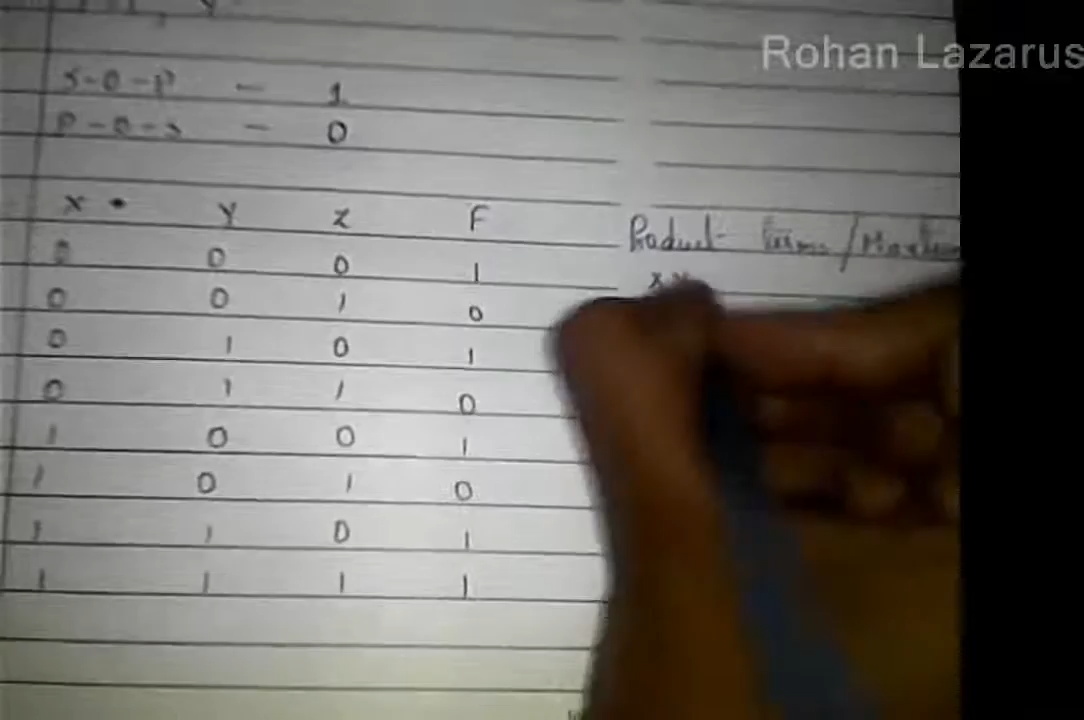 Rohan Lazarus
S-O-P - 1
P-O-S - 0
X Y Z F
Product terms /
0 0 0 1
0 0 1 0
0 1 0 1
0 1 1 0
1 0 0 1
1 0 1 0
1 1 0 1
1 1 1 1